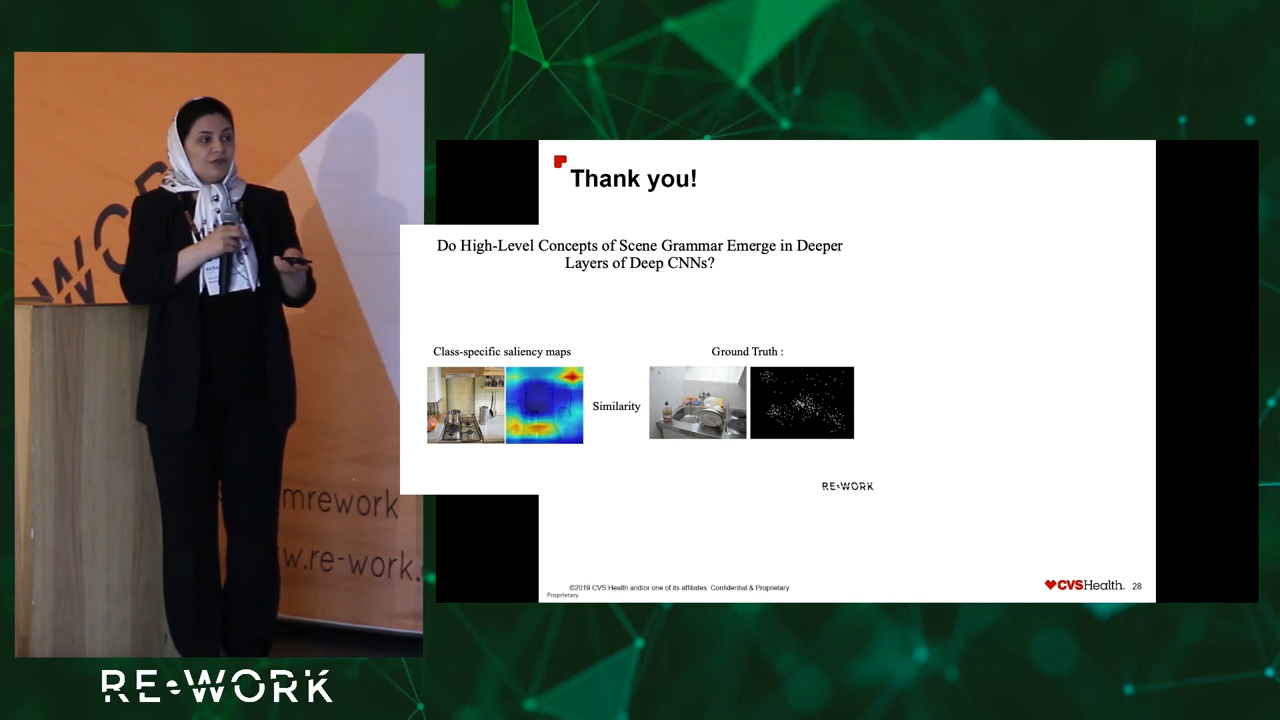 Thank you!
Do High-Level Concepts of Scene Grammar Emerge in Deeper
Layers of Deep CNNs?
Class-specific saliency maps
Ground Truth :
Similarity
RE•WORK
©2019 CVS Health and/or one of its affiliates: Confidential & Proprietary
Proprietary
CVSHealth.
28
mrework
w.re-work.
RE•WORK